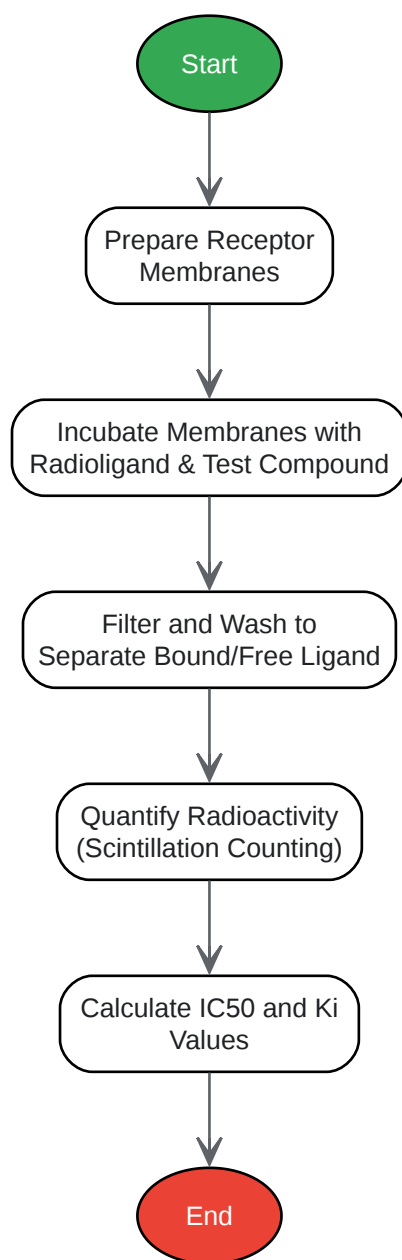 Start
Prepare Receptor
Membranes
Incubate Membranes with
Radioligand & Test Compound
Filter and Wash to
Separate Bound/Free Ligand
Quantify Radioactivity
(Scintillation Counting)
Calculate IC50 and Ki
Values
End